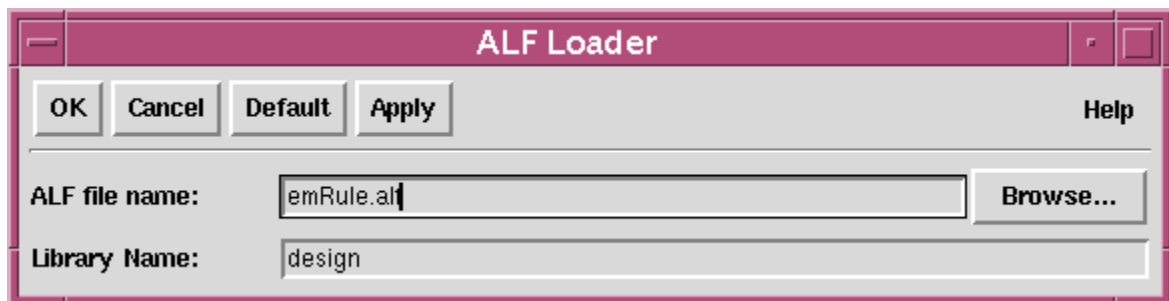 ALF Loader
OK Cancel Default Apply Help
ALF file name: emRule.alf Browse...
Library Name: design